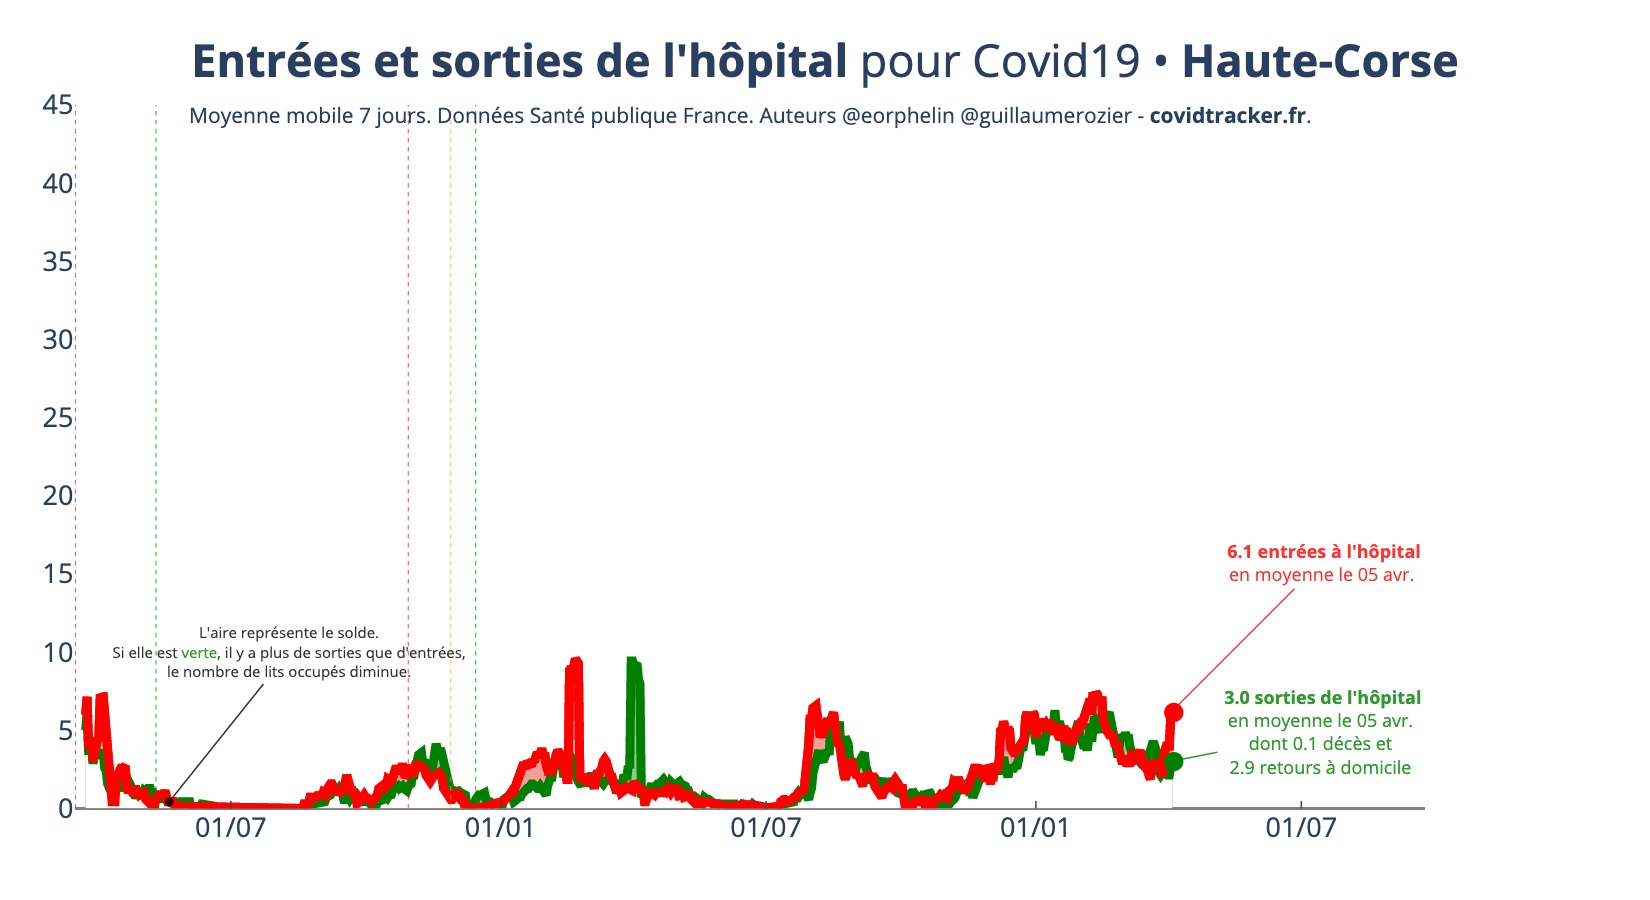 Entrées et sorties de l'hôpital pour Covid19 • Haute-Corse
Moyenne mobile 7 jours. Données Santé publique France. Auteurs @eorphelin @guillaumerozier - covidtracker.fr.
45
40
35
30
25
20
15
10
5
0
6.1 entrées à l'hôpital
en moyenne le 05 avr.
L'aire représente le solde.
Si elle est verte, il y a plus de sorties que d'entrées,
le nombre de lits occupés diminue.
3.0 sorties de l'hôpital
en moyenne le 05 avr.
dont 0.1 décès et
2.9 retours à domicile
01/07
01/01
01/07
01/01
01/07